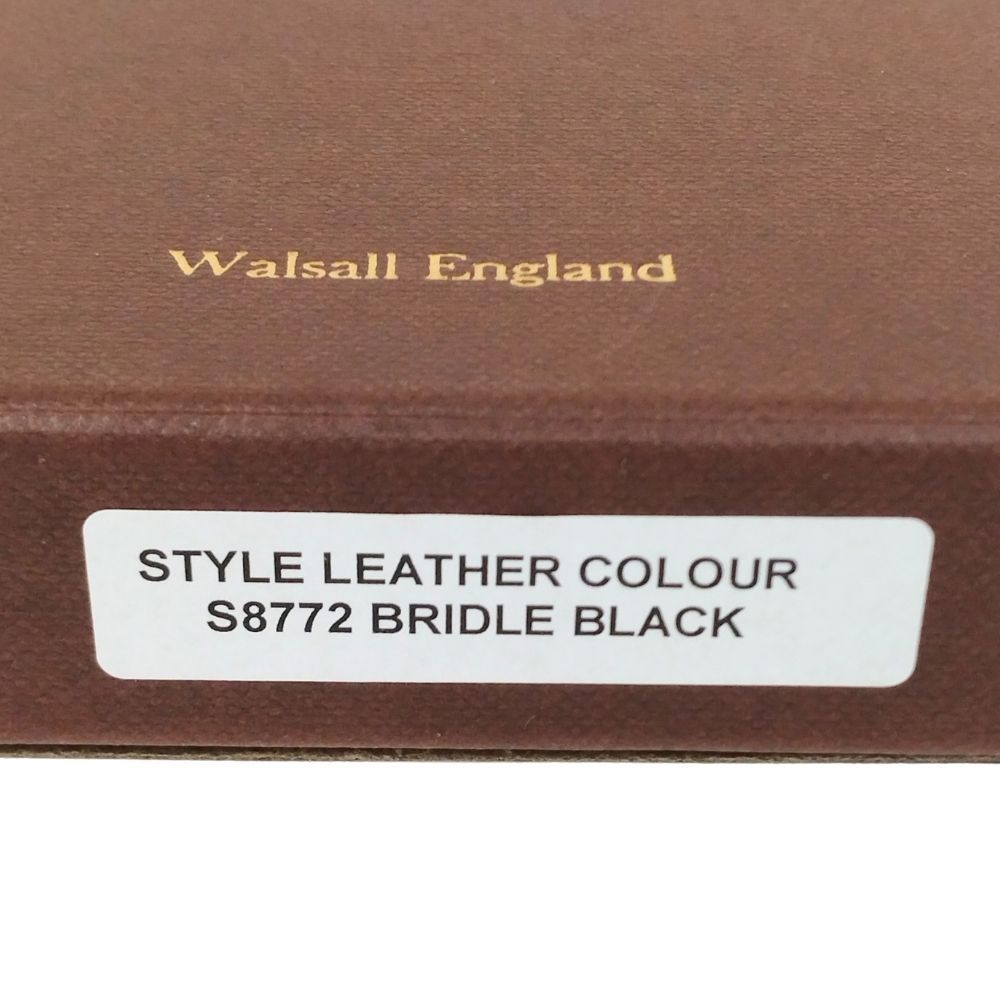 Walsall England
STYLE LEATHER COLOUR
S8772 BRIDLE BLACK